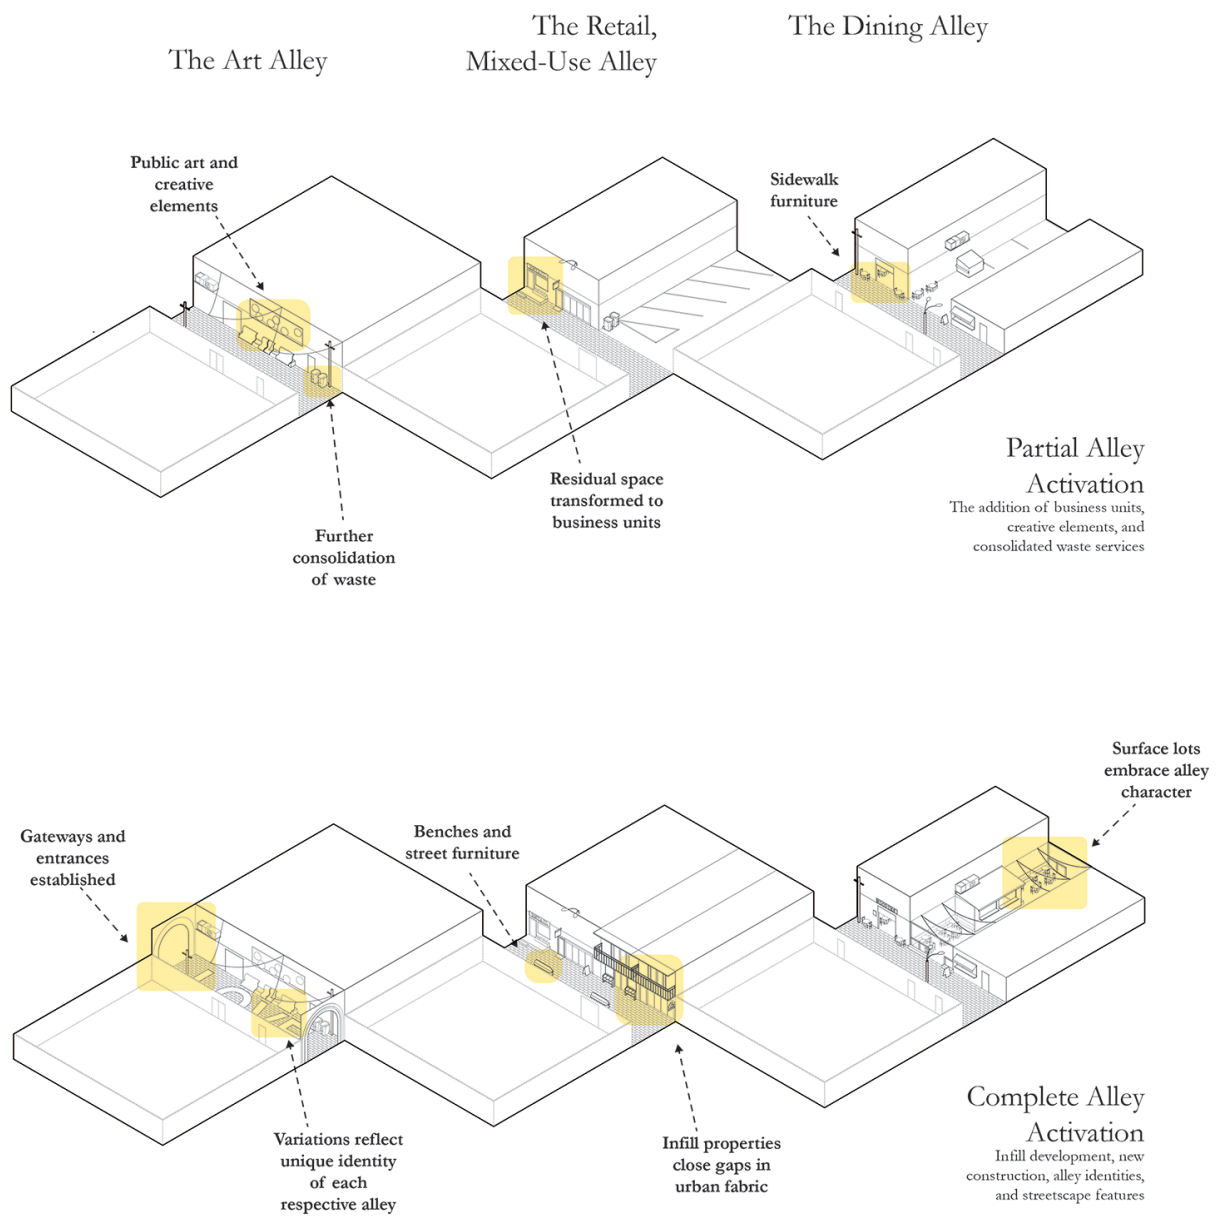 The Art Alley
The Retail,
Mixed-Use Alley
The Dining Alley
Public art and
creative
elements
Sidewalk
furniture
Residual space
transformed to
business units
Further
consolidation
of waste
Partial Alley
Activation
The addition of business units,
creative elements, and
consolidated waste services
Gateways and
entrances
established
Benches and
street furniture
Surface lots
embrace alley
character
Variations reflect
unique identity
of each
respective alley
Infill properties
close gaps in
urban fabric
Complete Alley
Activation
Infill development, new
construction, alley identities,
and streetscape features